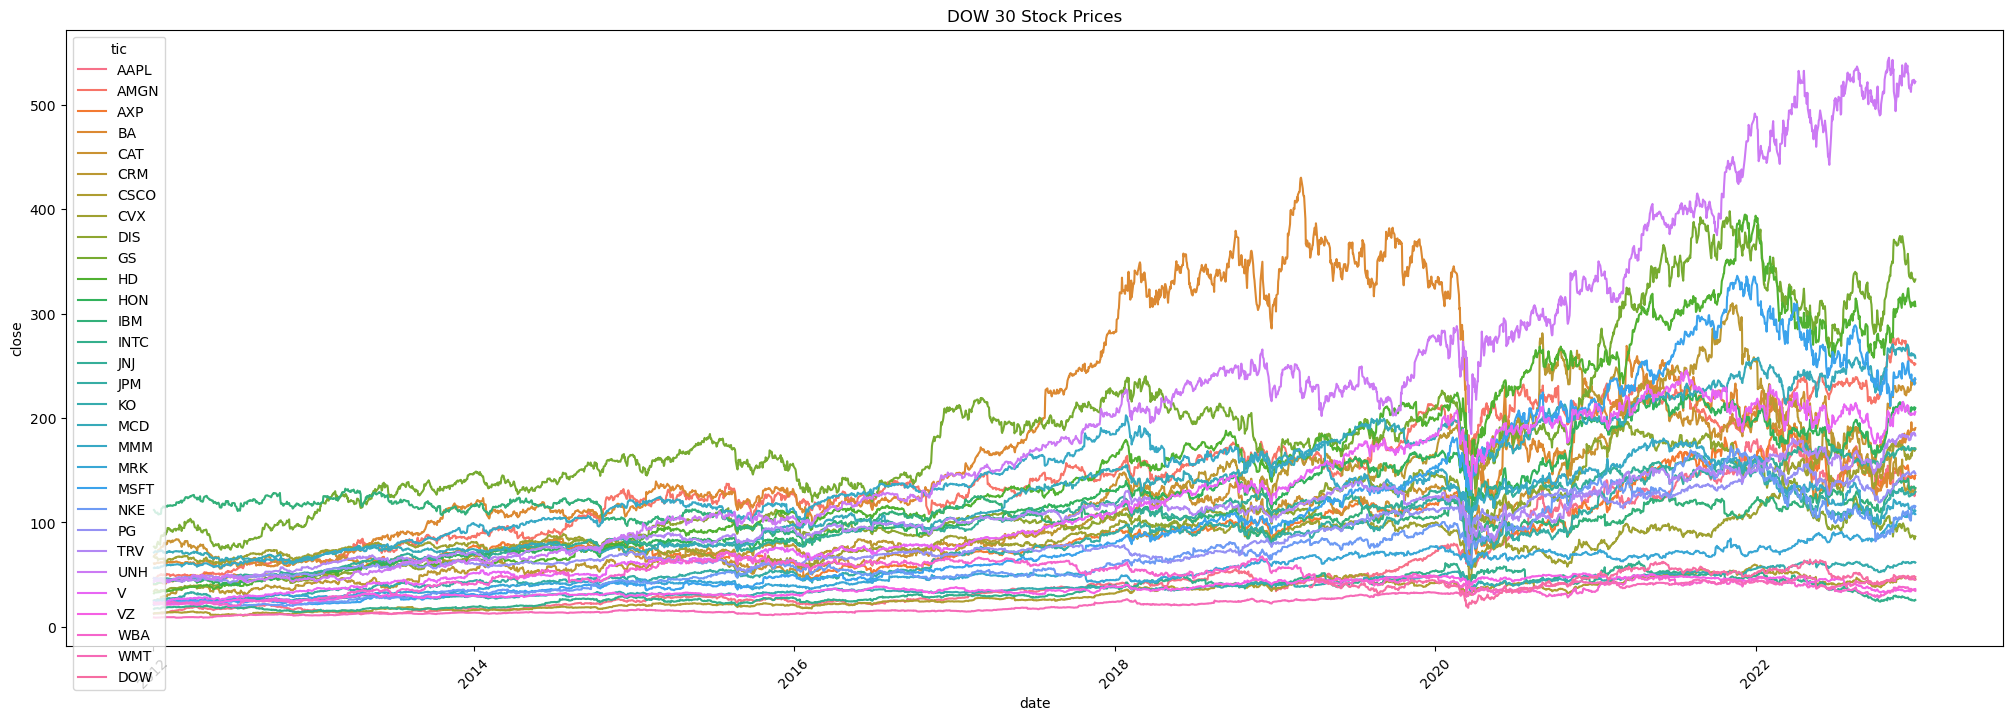 DOW 30 Stock Prices
tic
AAPL
AMGN
AXP
BA
CAT
CRM
CSCO
CVX
DIS
GS
HD
HON
IBM
INTC
JNJ
JPM
KO
MCD
MMM
MRK
MSFT
NKE
PG
TRV
UNH
V
VZ
WBA
WMT
DOW
close
500
400
300
200
100
0
2012
2014
2016
2018
2020
2022
date